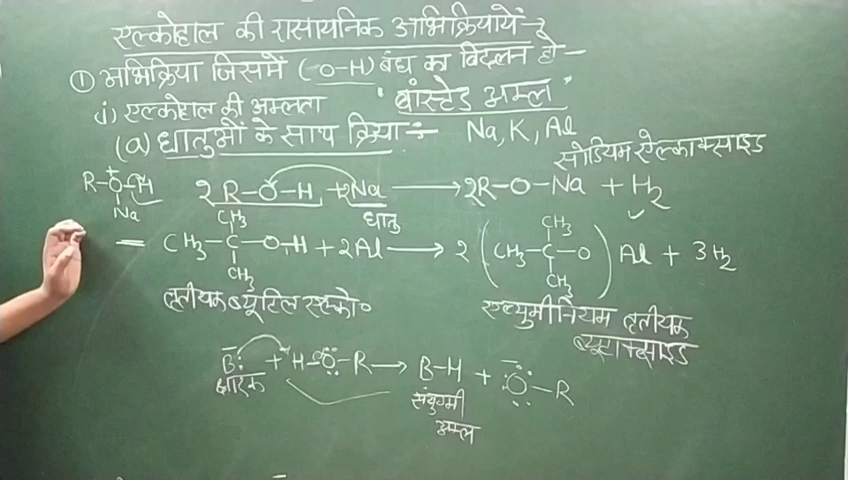 एल्कोहाल की रासायनिक अभिक्रियायें :-
① अभिक्रिया जिसमें (-O-H) बंध का विदलन हो -
i) एल्कोहाल की अम्लता "ब्रांस्टेड अम्ल"
(a) धातुओं के साथ क्रिया :- Na, K, Al
सोडियम ऐल्काक्साइड
R-O-H 2R-O-H + 2Na → 2R-O-Na + H₂
+
Na
धातु
CH₃ CH₃
= CH₃-C-O-H + 2Al → 2(CH₃-C-O) Al + 3H₂
CH₃ CH₃
तृतीयक ब्यूटिल एल्को०
एल्युमीनियम तृतीयक
ब्यूटाक्साइड
B̄: + H-Ö-R → B-H + :Ö-R
क्षारक
संयुग्मी
अम्ल